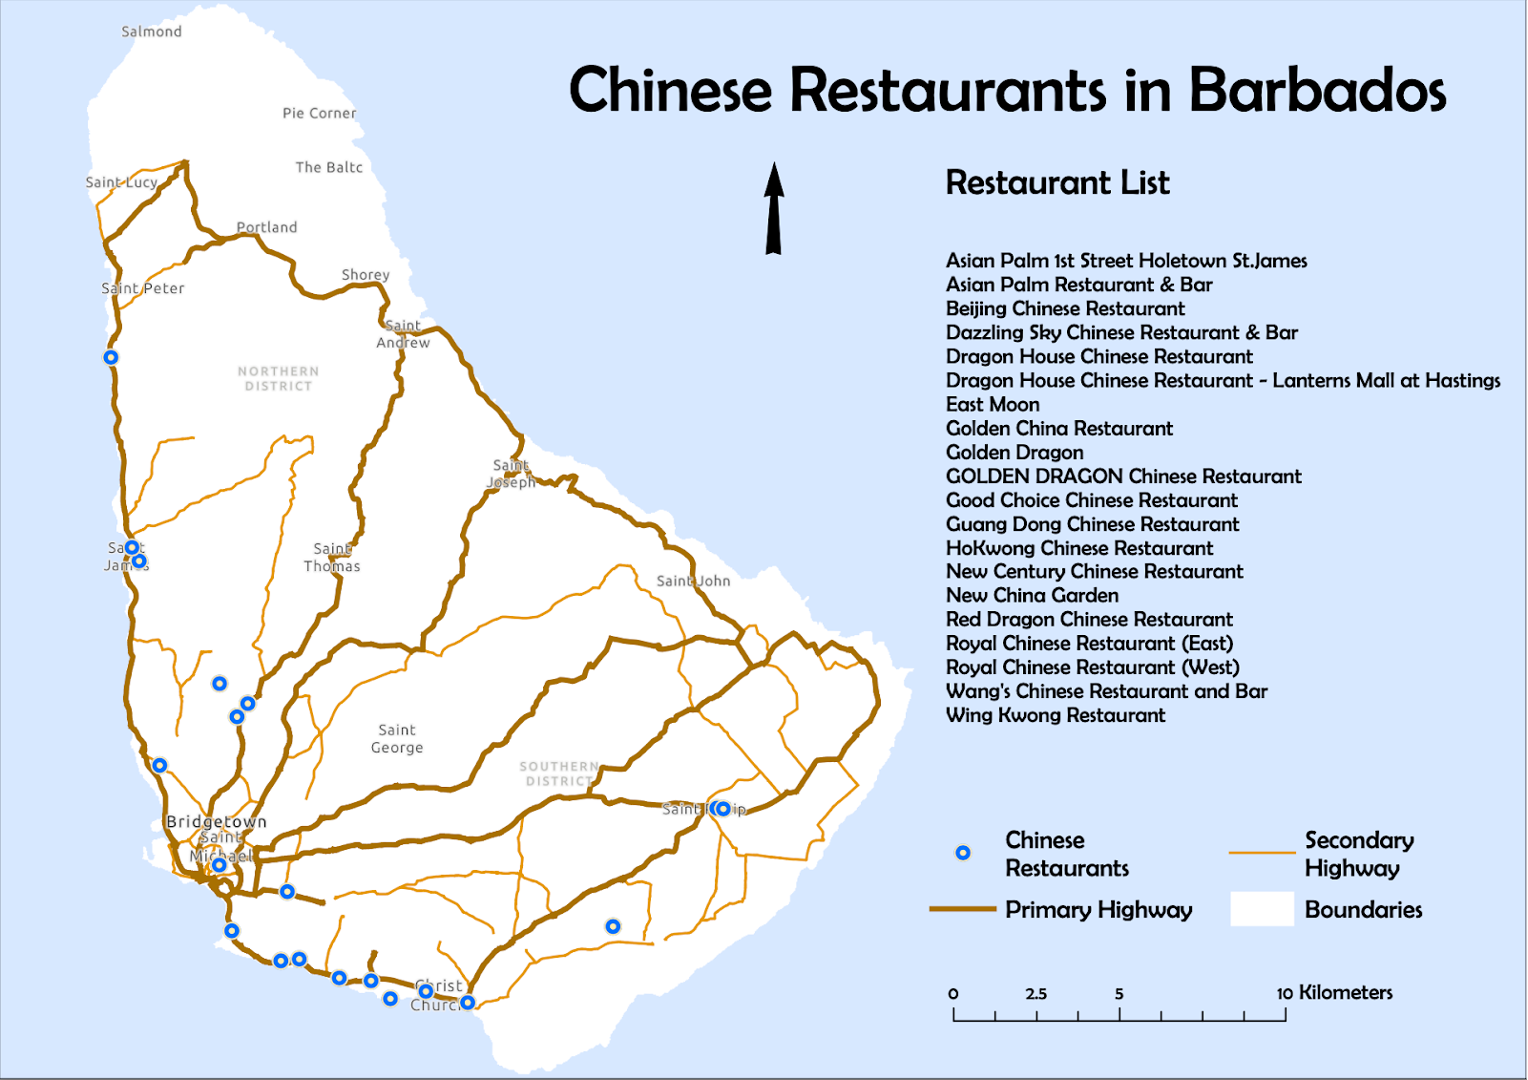 Chinese Restaurants in Barbados
Restaurant List
Asian Palm 1st Street Holetown St.James
Asian Palm Restaurant & Bar
Beijing Chinese Restaurant
Dazzling Sky Chinese Restaurant & Bar
Dragon House Chinese Restaurant
Dragon House Chinese Restaurant - Lanterns Mall at Hastings
East Moon
Golden China Restaurant
Golden Dragon
GOLDEN DRAGON Chinese Restaurant
Good Choice Chinese Restaurant
Guang Dong Chinese Restaurant
HoKwong Chinese Restaurant
New Century Chinese Restaurant
New China Garden
Red Dragon Chinese Restaurant
Royal Chinese Restaurant (East)
Royal Chinese Restaurant (West)
Wang's Chinese Restaurant and Bar
Wing Kwong Restaurant
Salmond
Pie Corner
The Baltc
Saint Lucy
Portland
Shorey
Saint Peter
Saint
Andrew
NORTHERN
DISTRICT
Saint
Joseph
Saint
James
Saint
Thomas
Saint John
Saint
George
SOUTHERN
DISTRICT
Saint Philip
Bridgetown
Saint
Michael
Christ
Church
Chinese
Restaurants
Secondary
Highway
Primary Highway
Boundaries
0 2.5 5 10 Kilometers